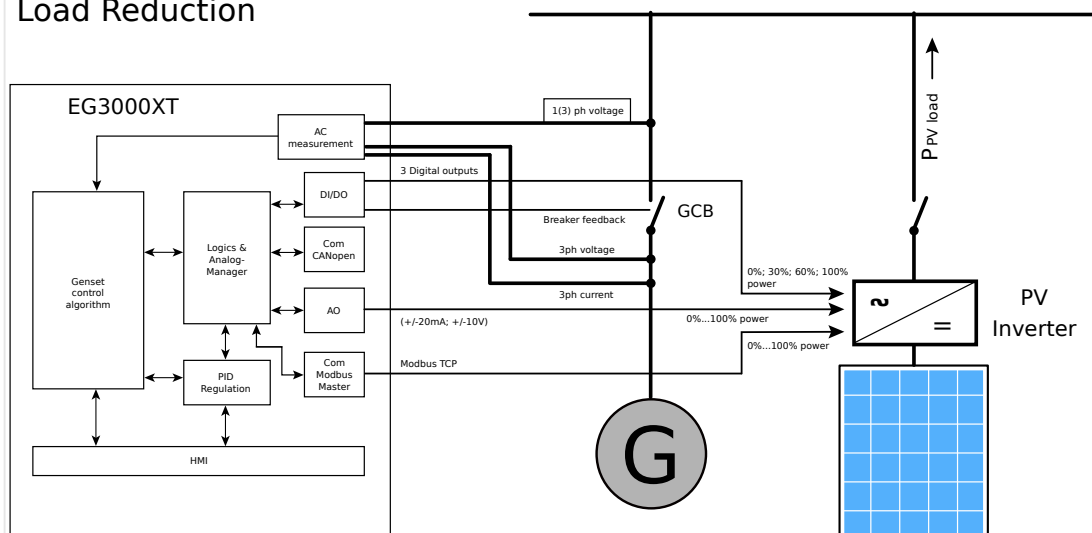 Load Reduction
EG3000XT
AC
measurement
1(3) ph voltage
PPV load
3 Digital outputs
DI/DO
Breaker feedback
GCB
Logics &
Analog-
Manager
Com
CANopen
3ph voltage
Genset
control
algorithm
0%; 30%; 60%; 100%
power
3ph current
AO
(+/-20mA; +/-10V)
0%...100% power
~
=
PV
Inverter
0%...100% power
Com
Modbus
Master
Modbus TCP
PID
Regulation
G
HMI